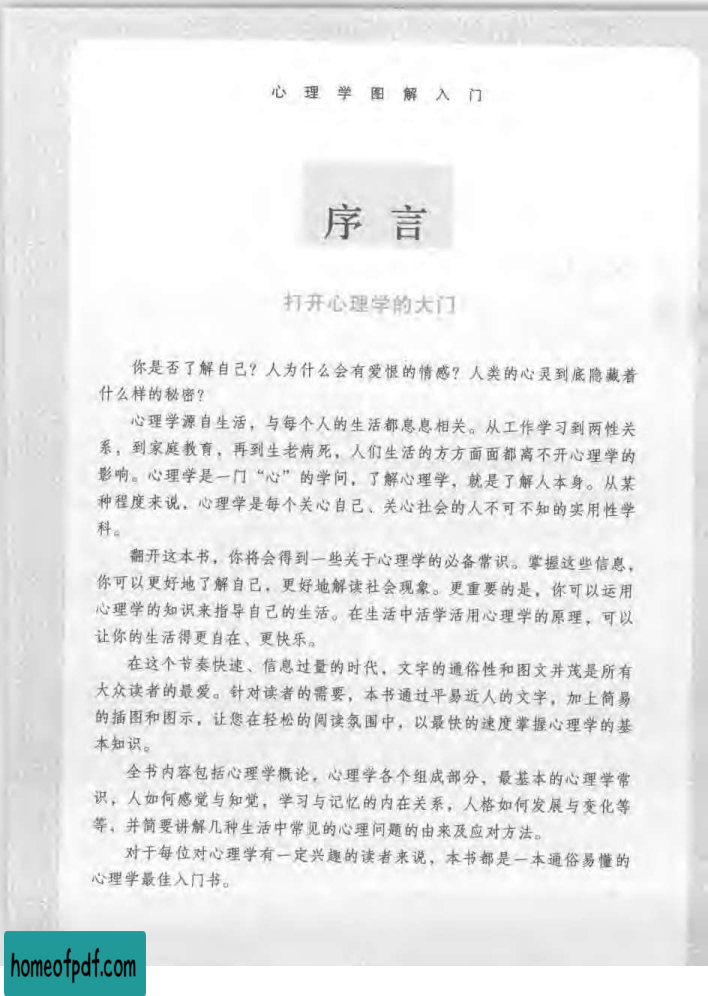 心理学图解入门
序言
打开心理学的大门
你是否了解自己？人为什么会有爱恨的情感？人类的心灵到底隐藏着
什么样的秘密？
心理学源自生活，与每个人的生活都息息相关。从工作学习到两性关
系，到家庭教育，再到生老病死，人们生活的方方面面都离不开心理学的
影响。心理学是一门“心”的学问，了解心理学，就是了解人本身。从某
种程度来说，心理学是每个关心自己、关心社会的人不可不知的实用性学
科。
翻开这本书，你将会得到一些关于心理学的必备常识。掌握这些信息，
你可以更好地了解自己，更好地解读社会现象。更重要的是，你可以运用
心理学的知识来指导自己的生活。在生活中活学活用心理学的原理，可以
让你的生活得更自在、更快乐。
在这个节奏快速、信息过量的时代，文字的通俗性和图文并茂是所有
大众读者的最爱。针对读者的需要，本书通过平易近人的文字，加上简易
的插图和图示，让您在轻松的阅读氛围中，以最快的速度掌握心理学的基
本知识。
全书内容包括心理学概论，心理学各个组成部分，最基本的心理学常
识，人如何感觉与知觉，学习与记忆的内在关系，人格如何发展与变化等
等，并简要讲解几种生活中常见的心理问题的由来及应对方法。
对于每位对心理学有一定兴趣的读者来说，本书都是一本通俗易懂的
心理学最佳入门书。
homeofpdf.com